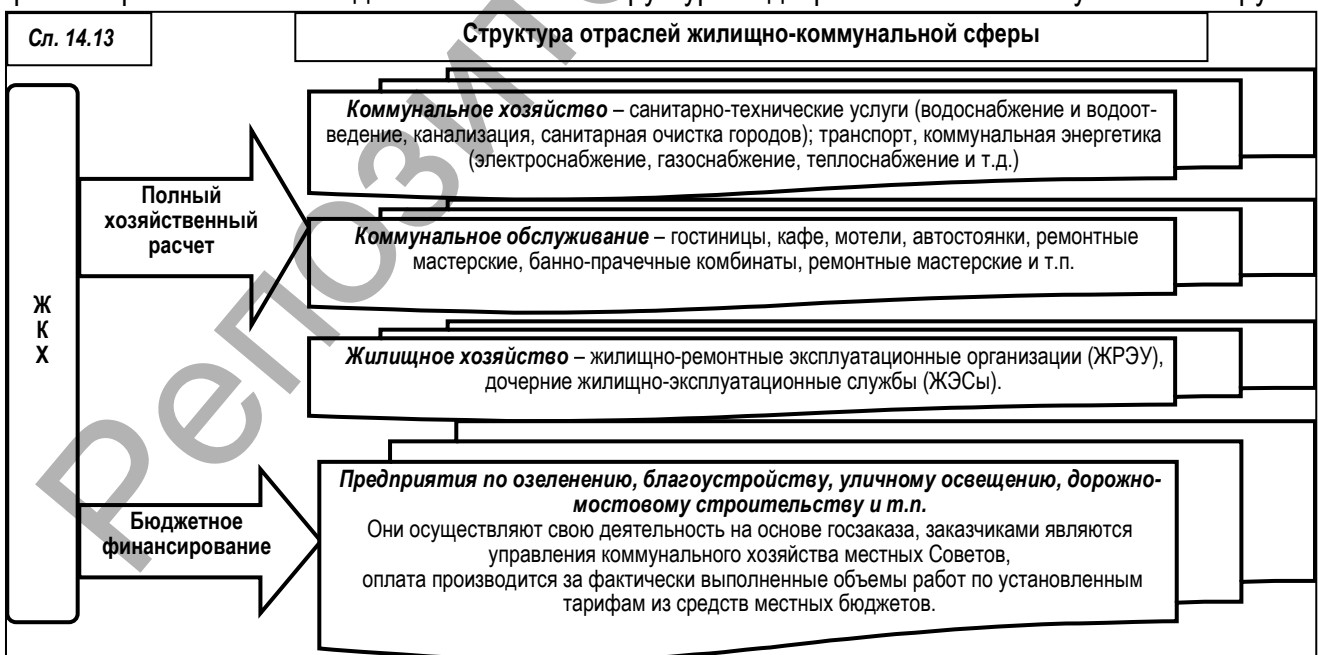 Сл. 14.13
Структура отраслей жилищно-коммунальной сферы
Ж
К
Х
Полный
хозяйственный
расчет
Коммунальное хозяйство – санитарно-технические услуги (водоснабжение и водоот-
ведение, канализация, санитарная очистка городов); транспорт, коммунальная энергетика
(электроснабжение, газоснабжение, теплоснабжение и т.д.)
Коммунальное обслуживание – гостиницы, кафе, мотели, автостоянки, ремонтные
мастерские, банно-прачечные комбинаты, ремонтные мастерские и т.п.
Жилищное хозяйство – жилищно-ремонтные эксплуатационные организации (ЖРЭУ),
дочерние жилищно-эксплуатационные службы (ЖЭСы).
Бюджетное
финансирование
Предприятия по озеленению, благоустройству, уличному освещению, дорожно-
мостовому строительству и т.п.
Они осуществляют свою деятельность на основе госзаказа, заказчиками являются
управления коммунального хозяйства местных Советов,
оплата производится за фактически выполненные объемы работ по установленным
тарифам из средств местных бюджетов.